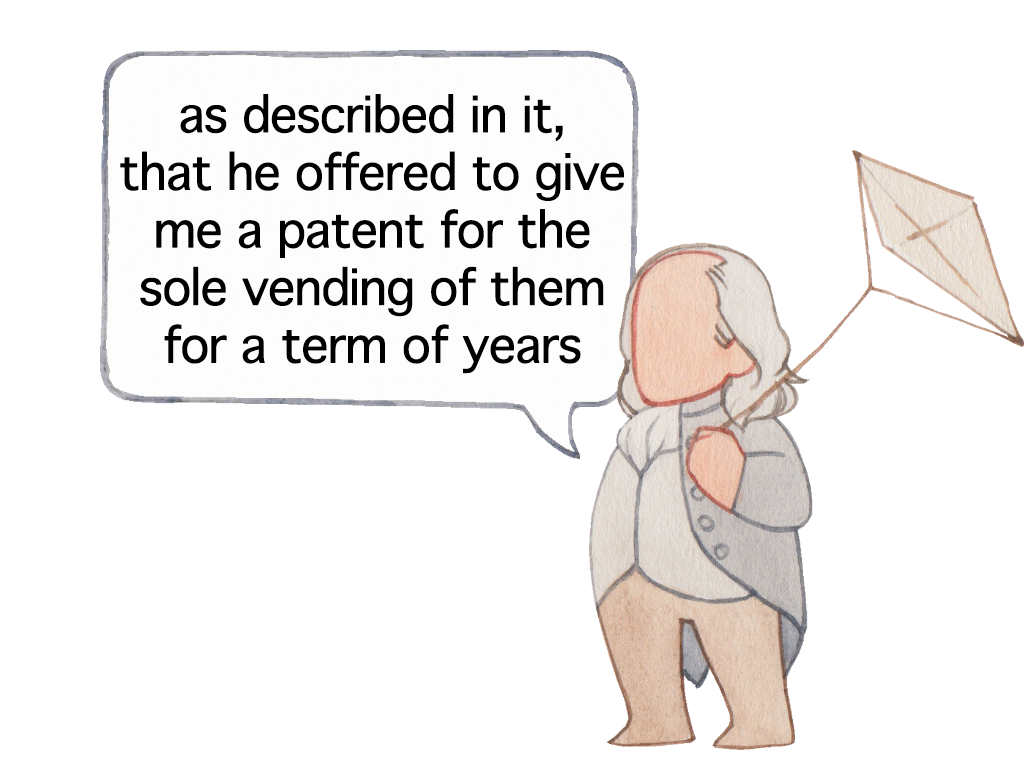 as described in it,
that he offered to give
me a patent for the
sole vending of them
for a term of years